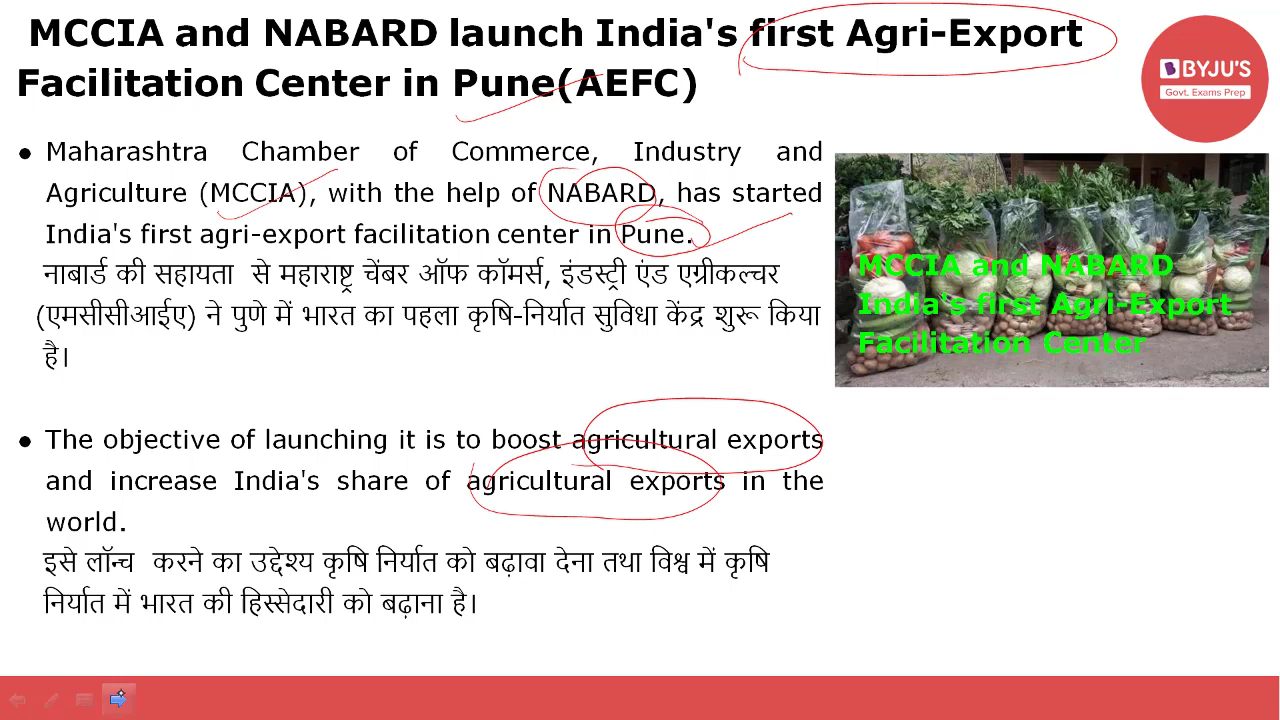 MCCIA and NABARD launch India's first Agri-Export
Facilitation Center in Pune(AEFC)
BYJU'S
Govt. Exams Prep
• Maharashtra Chamber of Commerce, Industry and
Agriculture (MCCIA), with the help of NABARD, has started
India's first agri-export facilitation center in Pune.
नाबार्ड की सहायता से महाराष्ट्र चेंबर ऑफ कॉमर्स, इंडस्ट्री एंड एग्रीकल्चर
(एमसीसीआईए) ने पुणे में भारत का पहला कृषि-निर्यात सुविधा केंद्र शुरू किया
है।
MCCIA and NABARD
India's first Agri-Export
Facilitation Center
• The objective of launching it is to boost agricultural exports
and increase India's share of agricultural exports in the
world.
इसे लॉन्च करने का उद्देश्य कृषि निर्यात को बढ़ावा देना तथा विश्व में कृषि
निर्यात में भारत की हिस्सेदारी को बढ़ाना है।